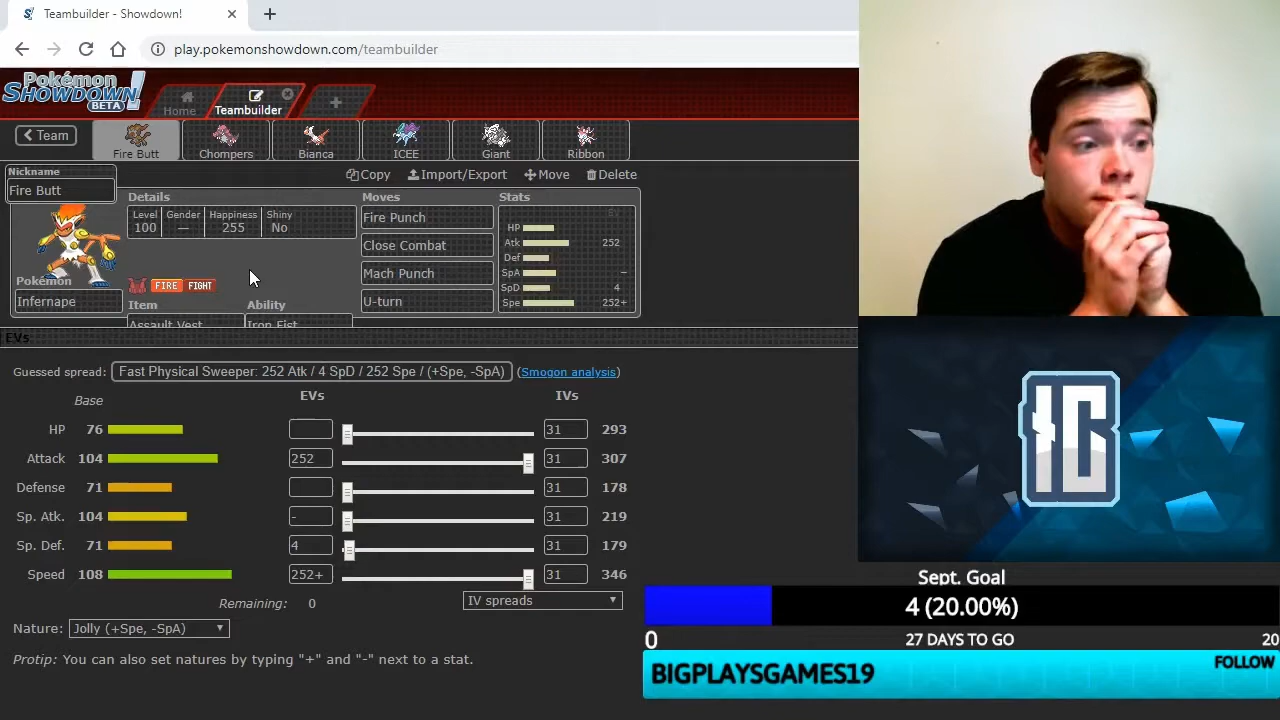 Teambuilder - Showdown!
play.pokemonshowdown.com/teambuilder
Pokémon
SHOWDOWN!
BETA
Home
Teambuilder
Team
Fire Butt
Chompers
Bianca
ICEE
Giant
Ribbon
Nickname
Fire Butt
Copy
Import/Export
Move
Delete
Details
Moves
Stats
Level
Gender
Happiness
Shiny
100
—
255
No
Fire Punch
Close Combat
Mach Punch
U-turn
EV
HP
Atk 252
Def
SpA −
SpD 4
Spe 252+
FIRE FIGHT
Pokémon
Infernape
Item
Ability
Assault Vest
Iron Fist
EVs
Guessed spread: Fast Physical Sweeper: 252 Atk / 4 SpD / 252 Spe / (+Spe, -SpA) (Smogon analysis)
Base EVs IVs
HP 76 31 293
Attack 104 252 31 307
Defense 71 31 178
Sp. Atk. 104 - 31 219
Sp. Def. 71 4 31 179
Speed 108 252+ 31 346
Remaining: 0
IV spreads
Nature: Jolly (+Spe, -SpA)
Protip: You can also set natures by typing "+" and "-" next to a stat.
Sept. Goal
4 (20.00%)
0
27 DAYS TO GO
20
BIGPLAYSGAMES19
FOLLOW